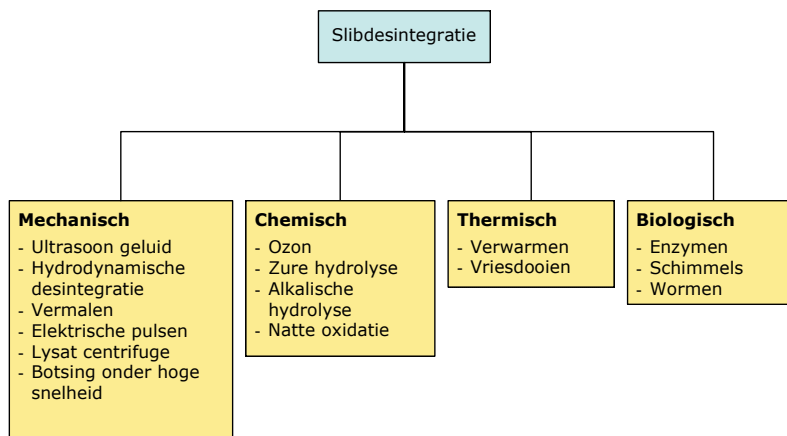 Slibdesintegratie
Mechanisch
- Ultrasoon geluid
- Hydrodynamische
desintegratie
- Vermalen
- Elektrische pulsen
- Lysat centrifuge
- Botsing onder hoge
snelheid
Chemisch
- Ozon
- Zure hydrolyse
- Alkalische
hydrolyse
- Natte oxidatie
Thermisch
- Verwarmen
- Vriesdooien
Biologisch
- Enzymen
- Schimmels
- Wormen